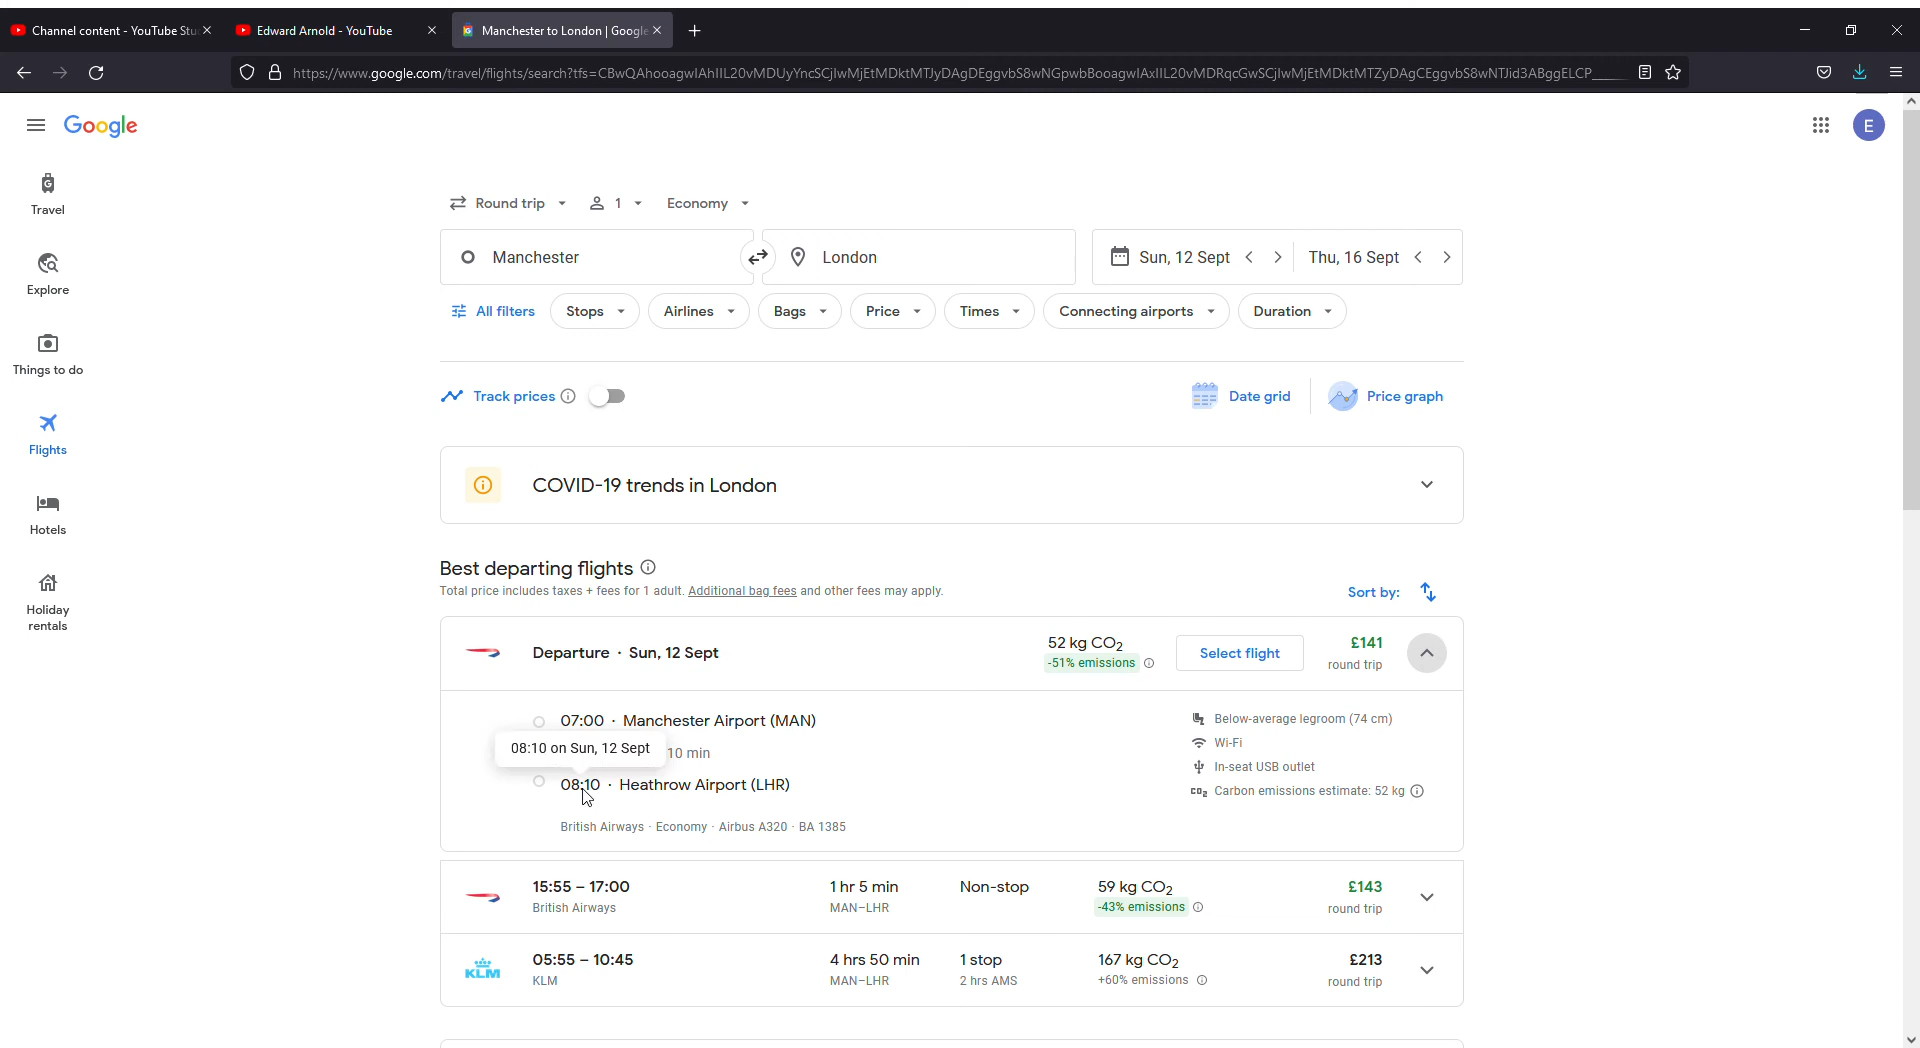 Channel content - YouTube Stu
Edward Arnold - YouTube
Manchester to London | Google
https://www.google.com/travel/flights/search?tfs=CBwQAhooagwIAhIIL20vMDUyYncSCjIwMjEtMDktMTJyDAgDEggvbS8wNGpwbBooagwIAxIIL20vMDRqcGwSCjIwMjEtMDktMTZyDAgCEggvbS8wNTJid3ABggELCP____
Google
E
Travel
Explore
Things to do
Flights
Hotels
Holiday
rentals
Round trip 1 Economy
Manchester London Sun, 12 Sept Thu, 16 Sept
All filters Stops Airlines Bags Price Times Connecting airports Duration
Track prices Date grid Price graph
COVID-19 trends in London
Best departing flights
Total price includes taxes + fees for 1 adult. Additional bag fees and other fees may apply.
Sort by:
Departure · Sun, 12 Sept 52 kg CO2 Select flight £141
-51% emissions round trip
07:00 · Manchester Airport (MAN) Below-average legroom (74 cm)
08:10 on Sun, 12 Sept 10 min Wi-Fi
In-seat USB outlet
08:10 · Heathrow Airport (LHR) CO2 Carbon emissions estimate: 52 kg
British Airways · Economy · Airbus A320 · BA 1385
15:55 – 17:00 1 hr 5 min Non-stop 59 kg CO2 £143
British Airways MAN–LHR -43% emissions round trip
KLM 05:55 – 10:45 4 hrs 50 min 1 stop 167 kg CO2 £213
KLM MAN–LHR 2 hrs AMS +60% emissions round trip